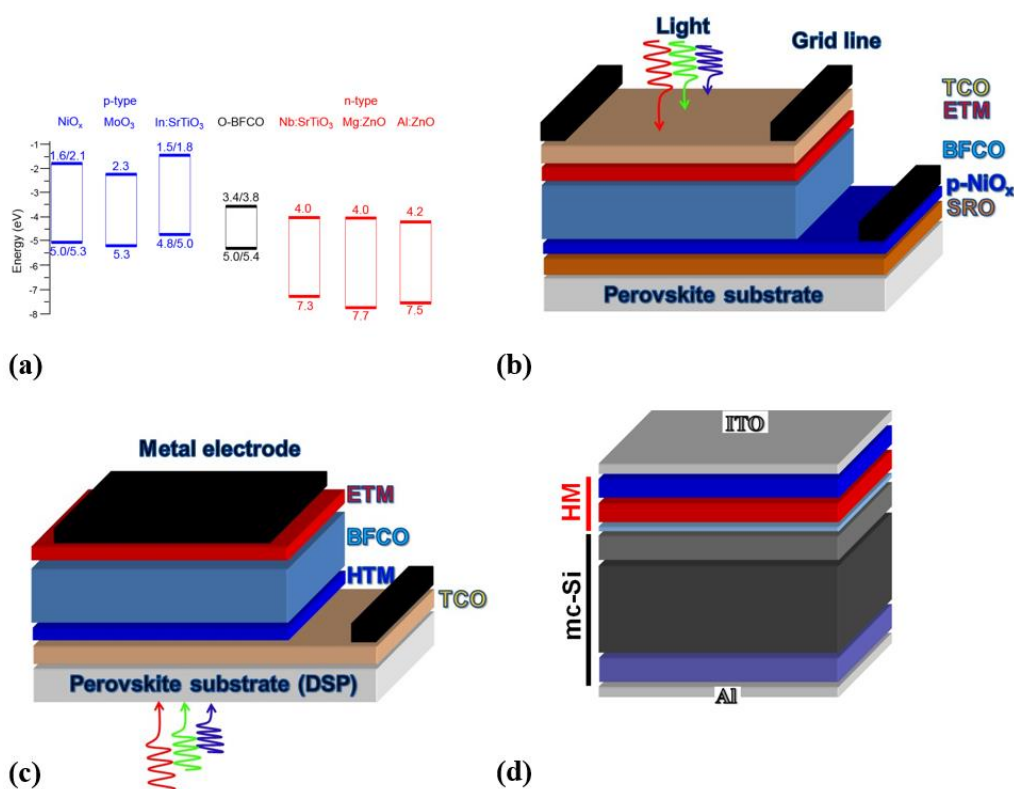 p-type
n-type
NiOx MoO3 In:SrTiO3 O-BFCO Nb:SrTiO3 Mg:ZnO Al:ZnO
Energy (eV)
-1
-2
-3
-4
-5
-6
-7
-8
1.6/2.1
5.0/5.3
2.3
5.3
1.5/1.8
4.8/5.0
3.4/3.8
5.0/5.4
4.0
7.3
4.0
7.7
4.2
7.5
(a)
Light
Grid line
TCO
ETM
BFCO
p-NiOx
SRO
Perovskite substrate
(b)
Metal electrode
ETM
BFCO
HTM
TCO
Perovskite substrate (DSP)
(c)
ITO
HM
mc-Si
Al
(d)